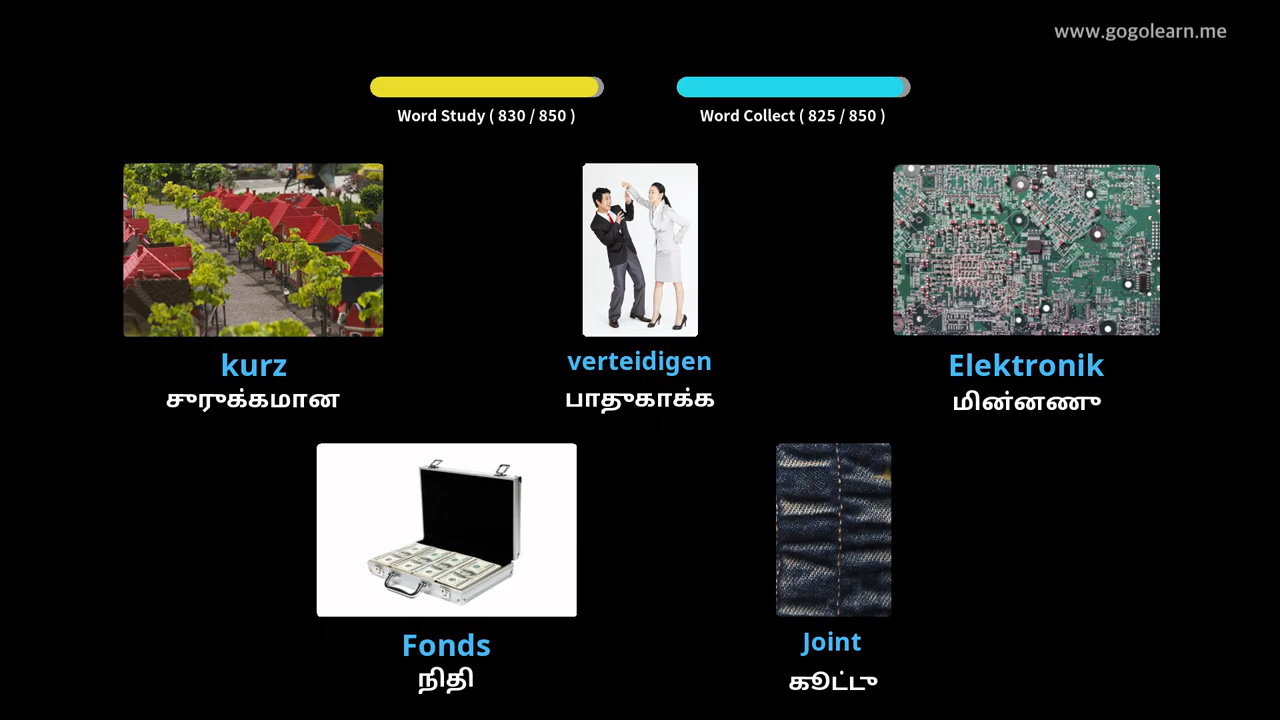 www.gogolearn.me
Word Study ( 830 / 850 )
Word Collect ( 825 / 850 )
kurz
சுருக்கமான
verteidigen
பாதுகாக்க
Elektronik
மின்னணு
Fonds
நிதி
Joint
கூட்டு